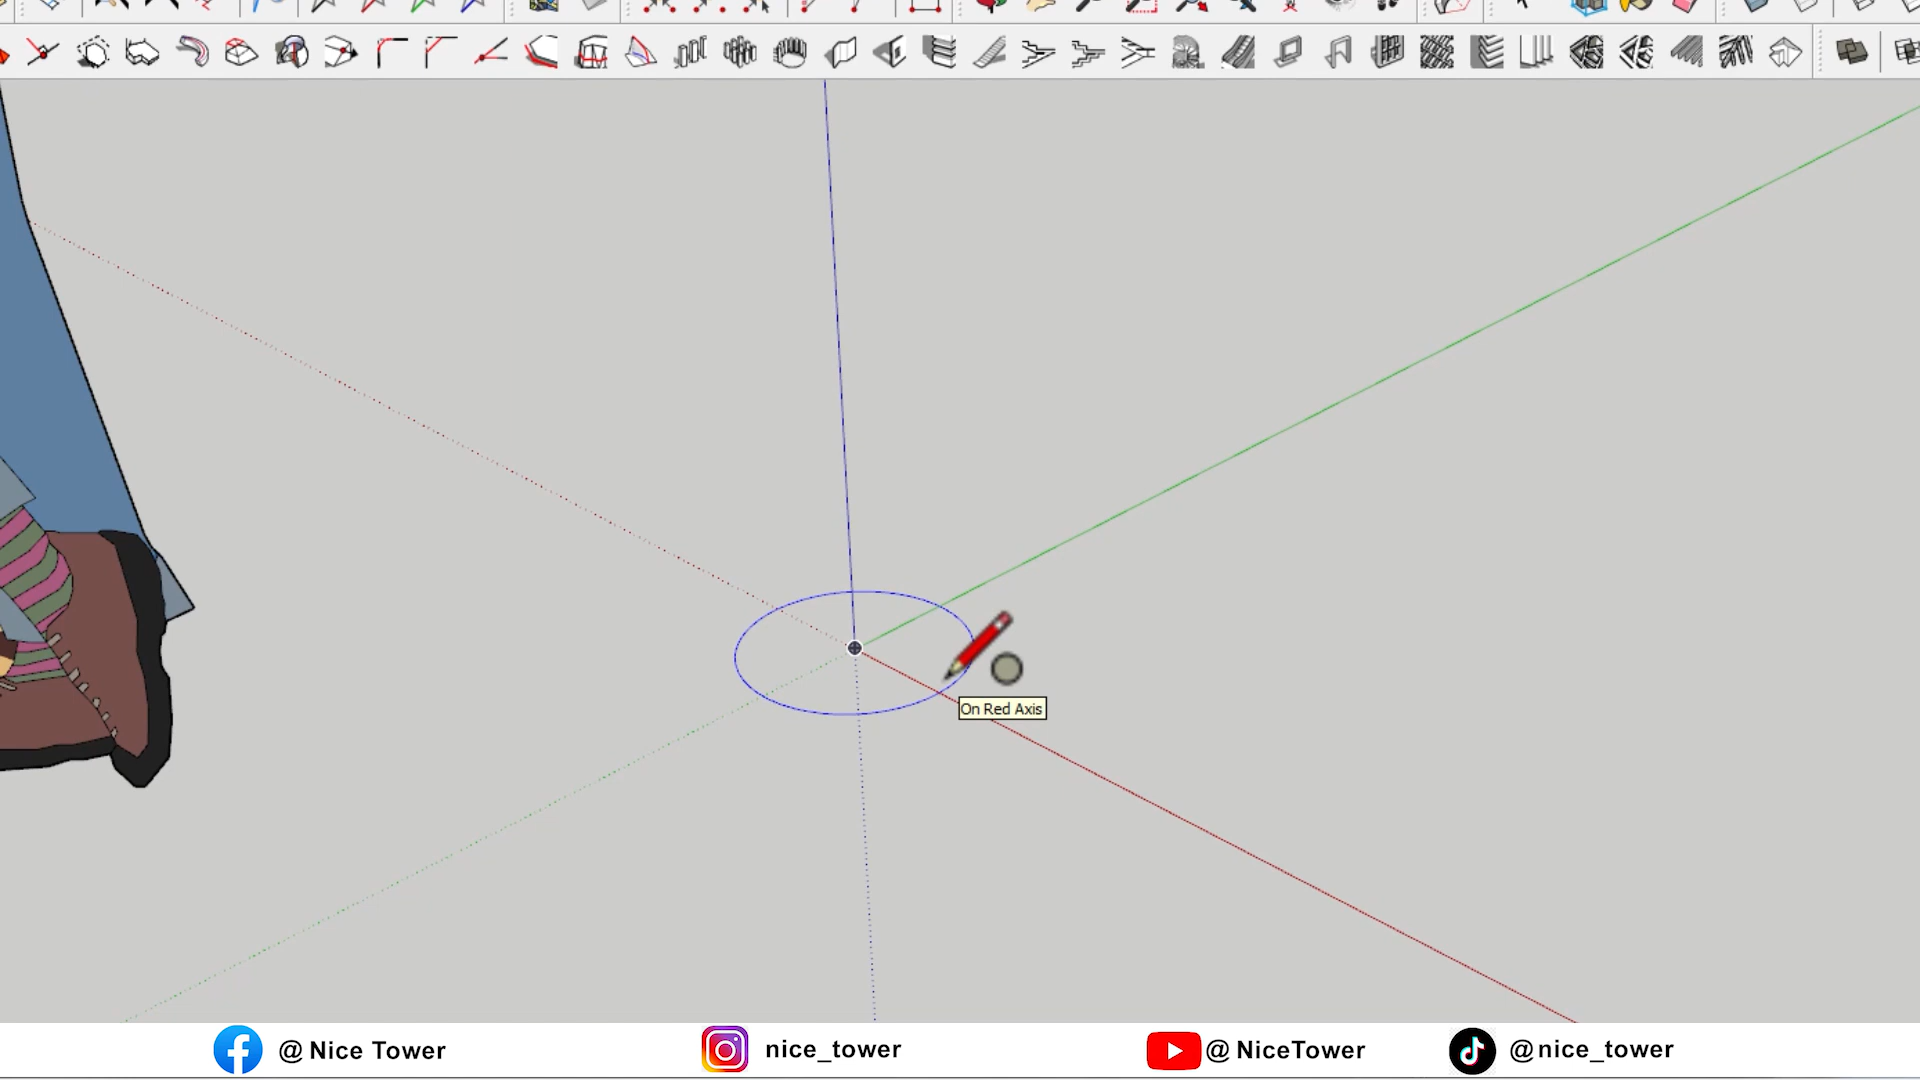 On Red Axis
@ Nice Tower
nice_tower
@ NiceTower
@nice_tower